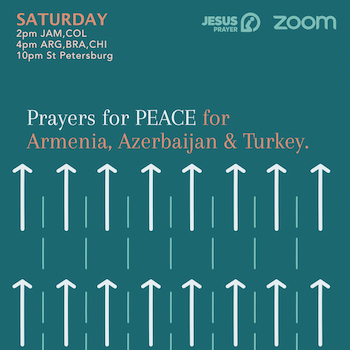 SATURDAY
2pm JAM,COL
4pm ARG,BRA,CHI
10pm St Petersburg
JESUS
PRAYER
zoom
Prayers for PEACE for
Armenia, Azerbaijan & Turkey.